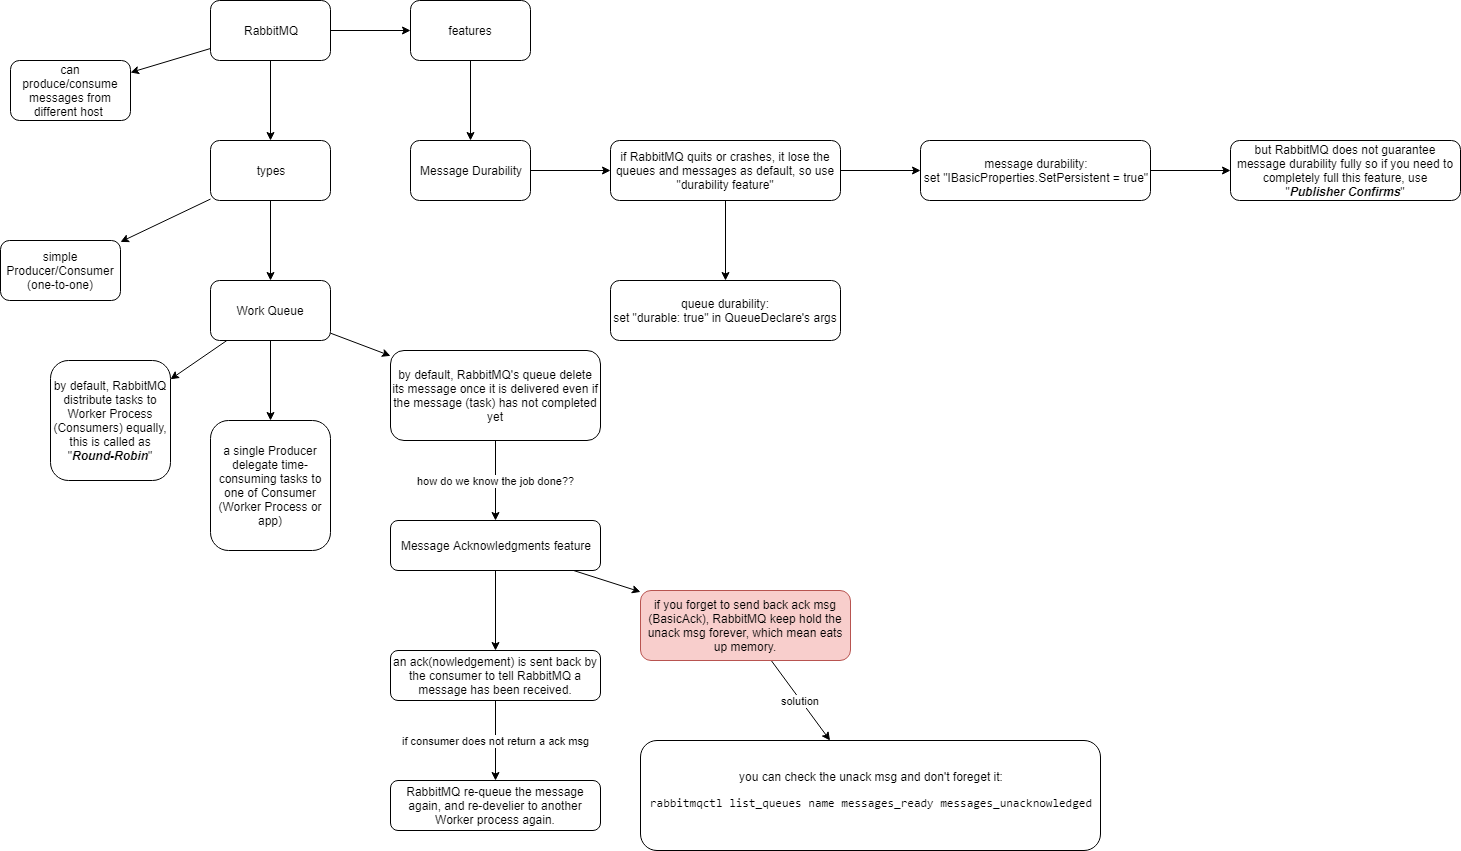 RabbitMQ
features
can
produce/consume
messages from
different host
types
Message Durability
if RabbitMQ quits or crashes, it lose the
queues and messages as default, so use
"durability feature"
message durability:
set "IBasicProperties.SetPersistent = true"
but RabbitMQ does not guarantee
message durability fully so if you need to
completely full this feature, use
"Publisher Confirms"
simple
Producer/Consumer
(one-to-one)
Work Queue
queue durability:
set "durable: true" in QueueDeclare's args
by default, RabbitMQ
distribute tasks to
Worker Process
(Consumers) equally,
this is called as
"Round-Robin"
a single Producer
delegate time-
consuming tasks to
one of Consumer
(Worker Process or
app)
by default, RabbitMQ's queue delete
its message once it is delivered even if
the message (task) has not completed
yet
how do we know the job done??
Message Acknowledgments feature
if you forget to send back ack msg
(BasicAck), RabbitMQ keep hold the
unack msg forever, which mean eats
up memory.
an ack(nowledgement) is sent back by
the consumer to tell RabbitMQ a
message has been received.
solution
if consumer does not return a ack msg
RabbitMQ re-queue the message
again, and re-develier to another
Worker process again.
you can check the unack msg and don't foreget it:
rabbitmqctl list_queues name messages_ready messages_unacknowledged